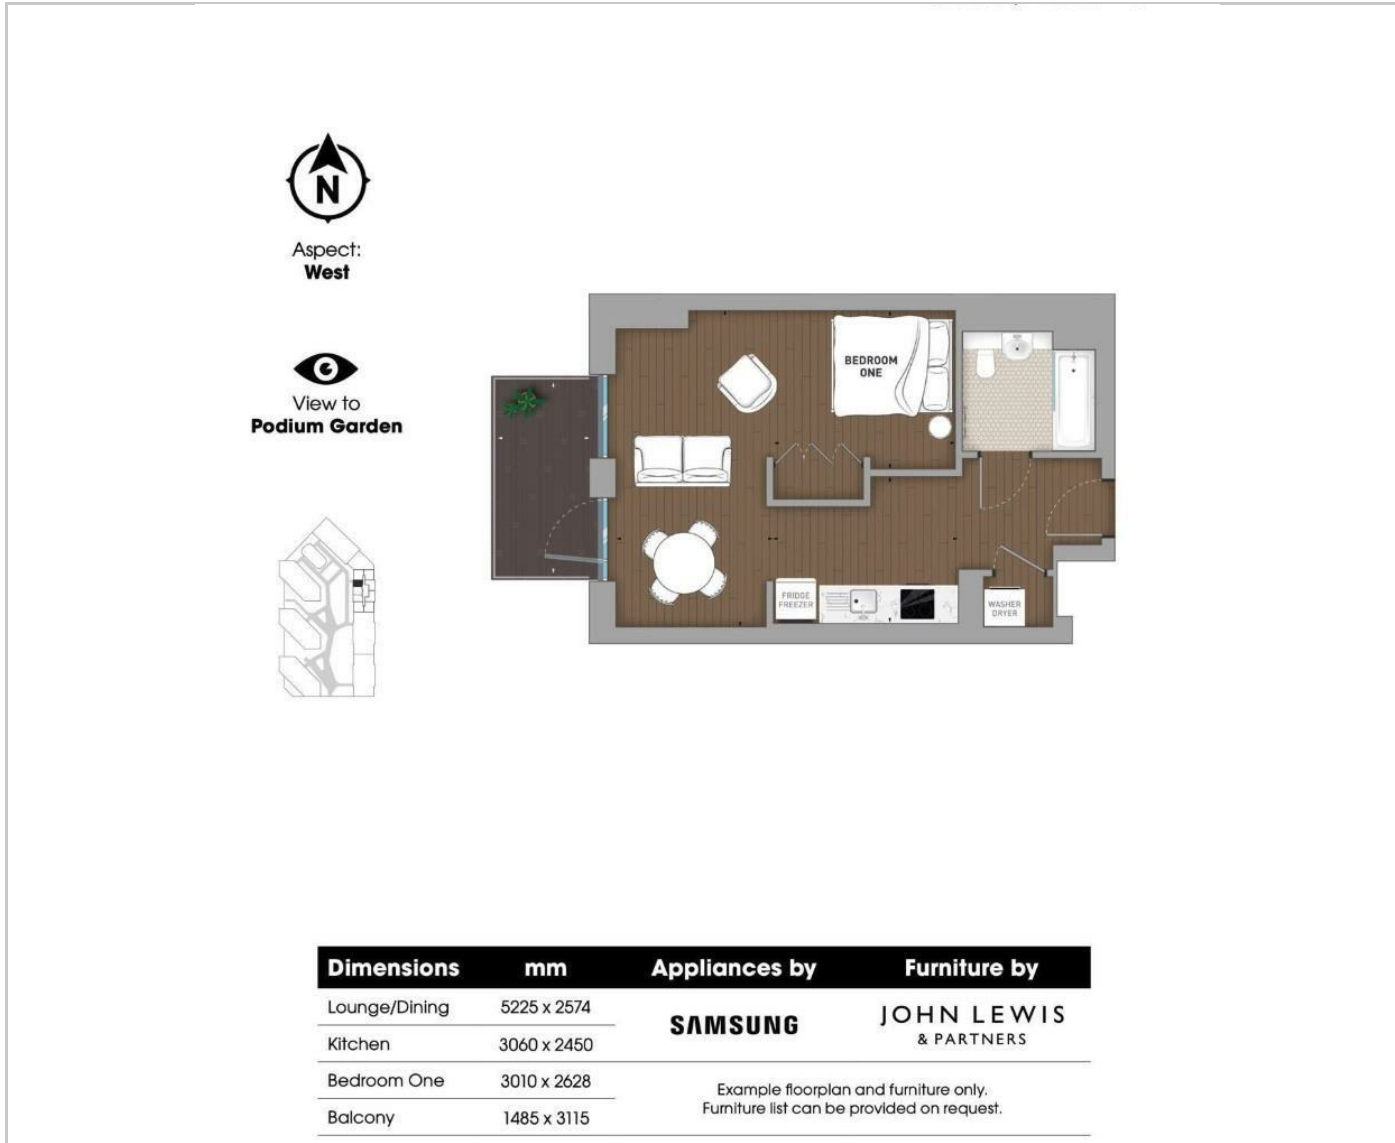 N
Aspect:
West
View to
Podium Garden
BEDROOM
ONE
FRIDGE
FREEZER
WASHER
DRYER
Dimensions mm Appliances by Furniture by
Lounge/Dining 5225 x 2574
Kitchen 3060 x 2450
Bedroom One 3010 x 2628
Balcony 1485 x 3115
SAMSUNG
JOHN LEWIS
& PARTNERS
Example floorplan and furniture only.
Furniture list can be provided on request.